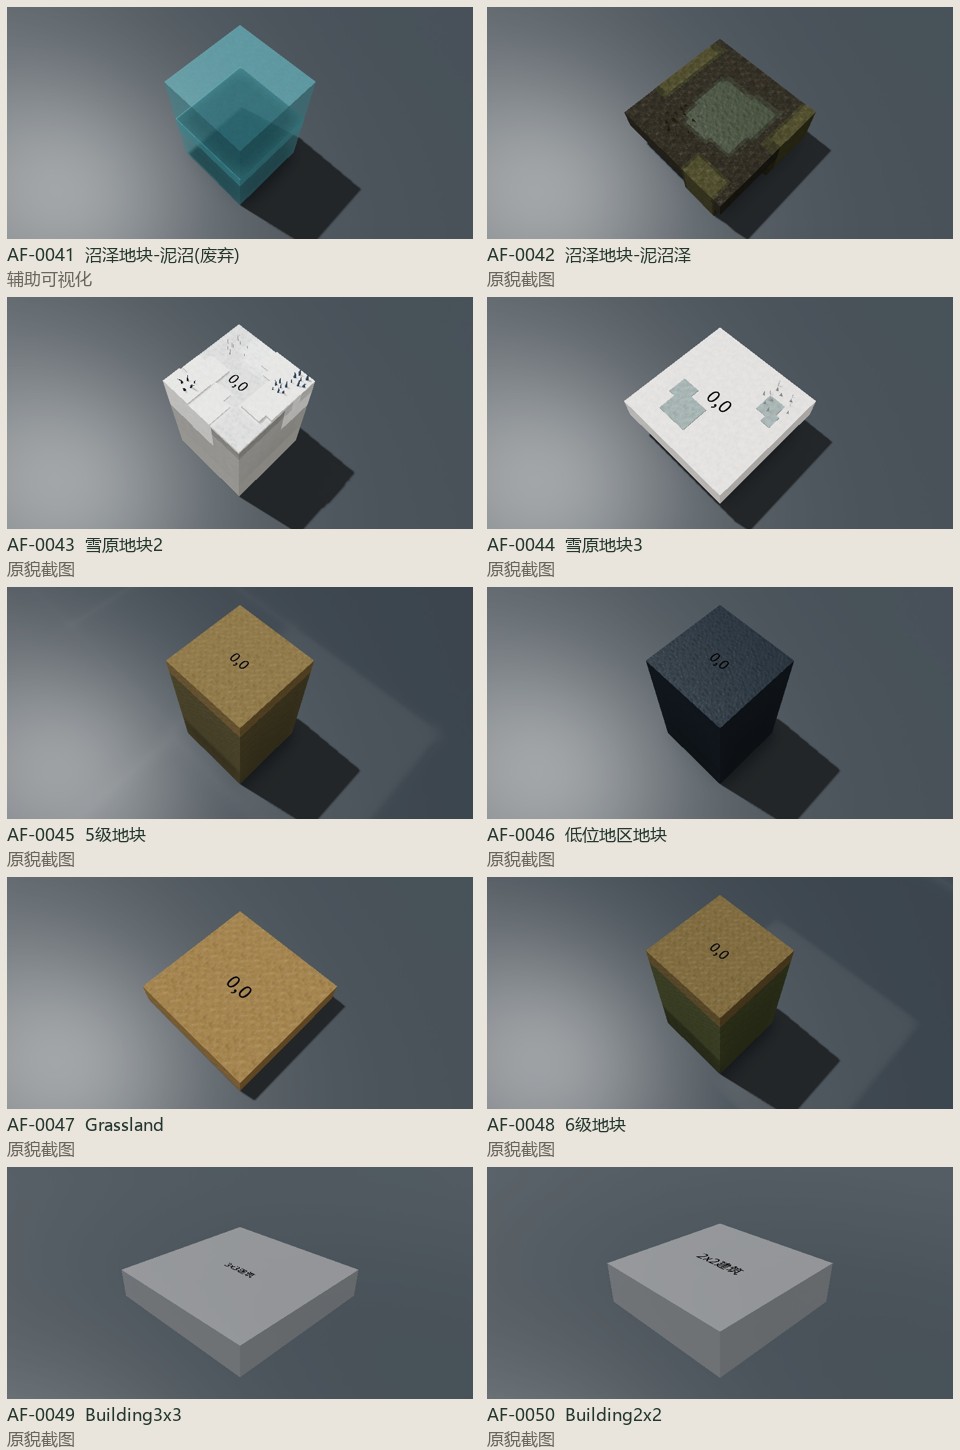 AF-0041 沼泽地块-泥沼(废弃)
辅助可视化
AF-0042 沼泽地块-泥沼泽
原貌截图
0,0
AF-0043 雪原地块2
原貌截图
0,0
AF-0044 雪原地块3
原貌截图
0,0
AF-0045 5级地块
原貌截图
0,0
AF-0046 低位地区地块
原貌截图
0,0
AF-0047 Grassland
原貌截图
0,0
AF-0048 6级地块
原貌截图
3x3建筑
AF-0049 Building3x3
原貌截图
2x2建筑
AF-0050 Building2x2
原貌截图